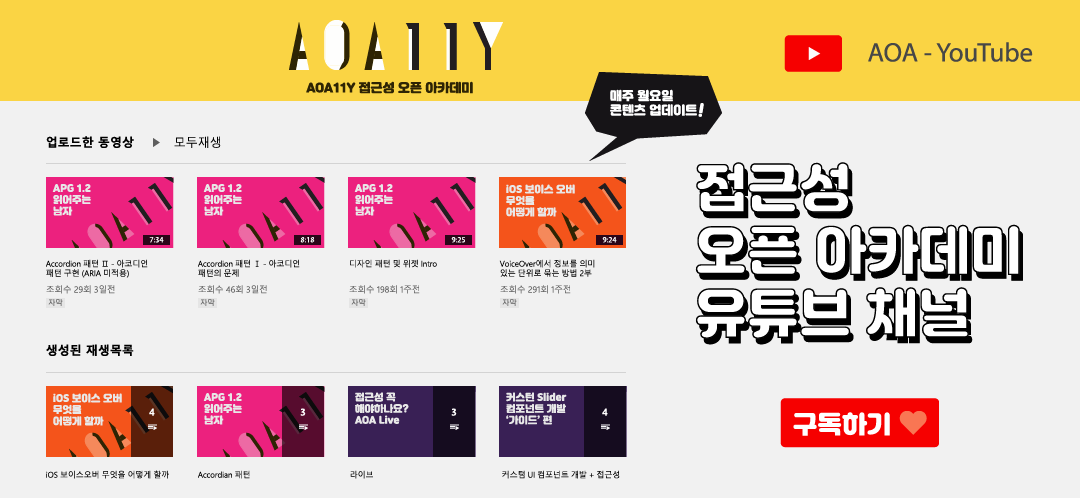 AOA11Y
AOA11Y 접근성 오픈 아카데미
AOA - YouTube
매주 월요일
콘텐츠 업데이트!
업로드한 동영상
모두재생
APG 1.2
읽어주는
남자
7:34
Accordion 패턴 Ⅱ - 아코디언
패턴 구현 (ARIA 미적용)
조회수 29회 3일전
자막
APG 1.2
읽어주는
남자
8:18
Accordion 패턴 Ⅰ - 아코디언
패턴의 문제
조회수 46회 3일전
자막
APG 1.2
읽어주는
남자
9:25
디자인 패턴 및 위젯 Intro
조회수 198회 1주전
자막
iOS 보이스 오버
무엇을
어떻게 할까
9:24
VoiceOver에서 정보를 의미
있는 단위로 묶는 방법 2부
조회수 291회 1주전
자막
접근성
오픈 아카데미
유튜브 채널
구독하기
생성된 재생목록
iOS 보이스 오버
무엇을
어떻게 할까
4
iOS 보이스오버 무엇을 어떻게 할까
APG 1.2
읽어주는
남자
3
Accordian 패턴
접근성 꼭
해야하나요?
AOA Live
3
라이브
커스턴 Slider
컴포넌트 개발
'가이드' 편
4
커스텀 UI 컴포넌트 개발 + 접근성